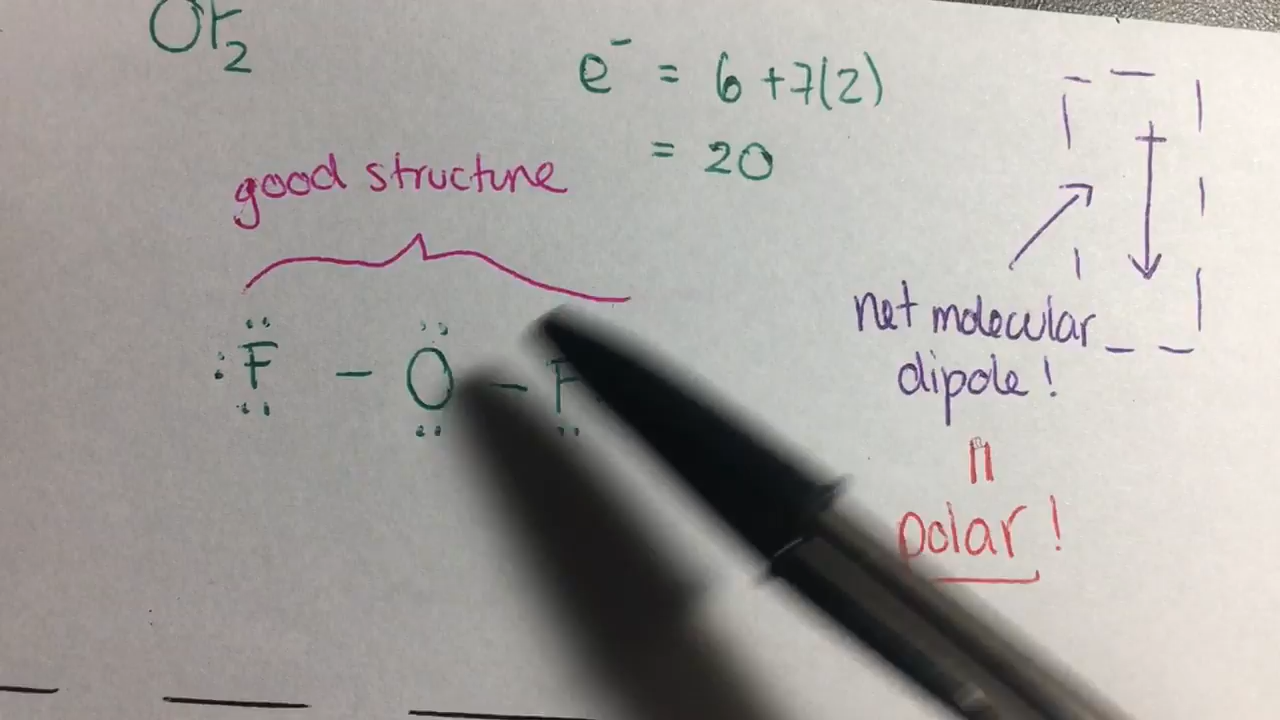 OF₂
e⁻ = 6 + 7(2)
= 20
good structure
:F̤̈ – Ö̤ – F̤
net molecular
dipole!
=
polar!